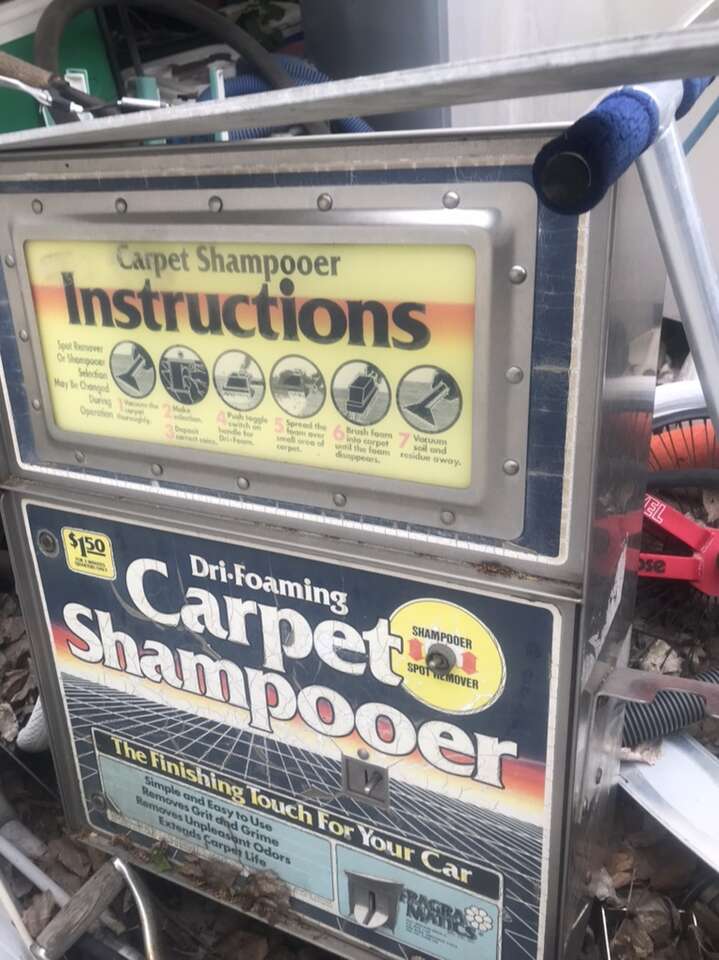 Carpet Shampooer
Instructions
Spot Remover
Or Shampooer
Selection
May Be Changed
During
Operation
1 Vacuum the
carpet
thoroughly.
2 Make
selection.
3 Deposit
correct coins.
4 Push toggle
switch on
handle for
Dri-Foam.
5 Spread the
foam over
small area of
carpet.
6 Brush foam
into carpet
until the foam
disappears.
7 Vacuum
soil and
residue away.
$1.50
Dri-Foaming
Carpet
Shampooer
SHAMPOOER
SPOT REMOVER
The Finishing Touch For Your Car
Simple and Easy to Use
Removes Grit and Grime
Removes Unpleasant Odors
Extends Carpet Life
FRAGRA
MATICS